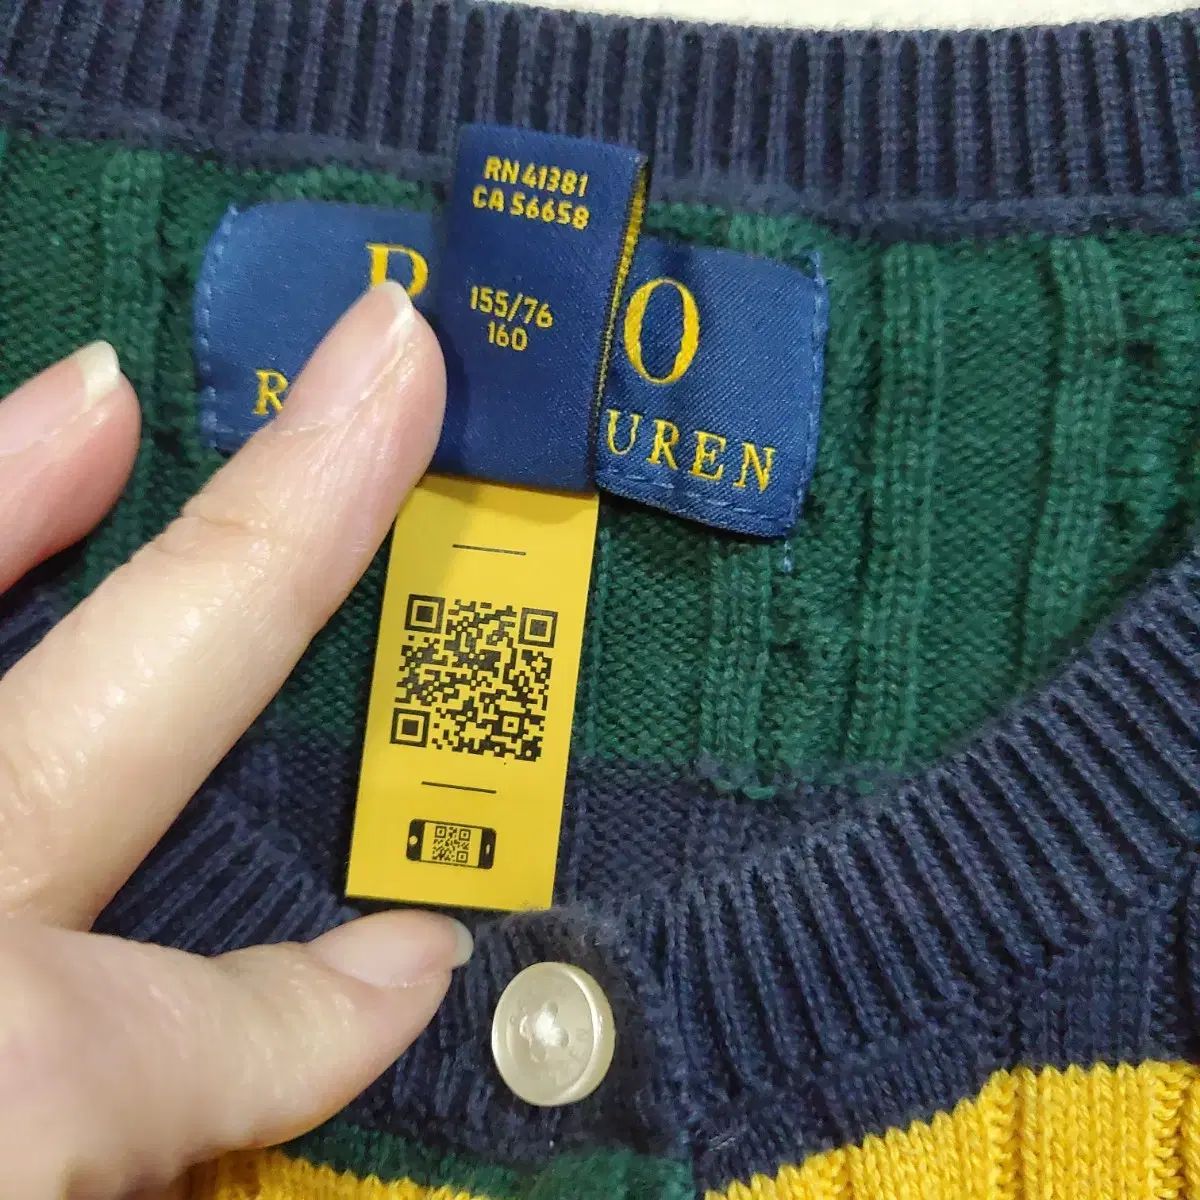 RN 41381
CA 56658
155/76
160
P O
R UREN